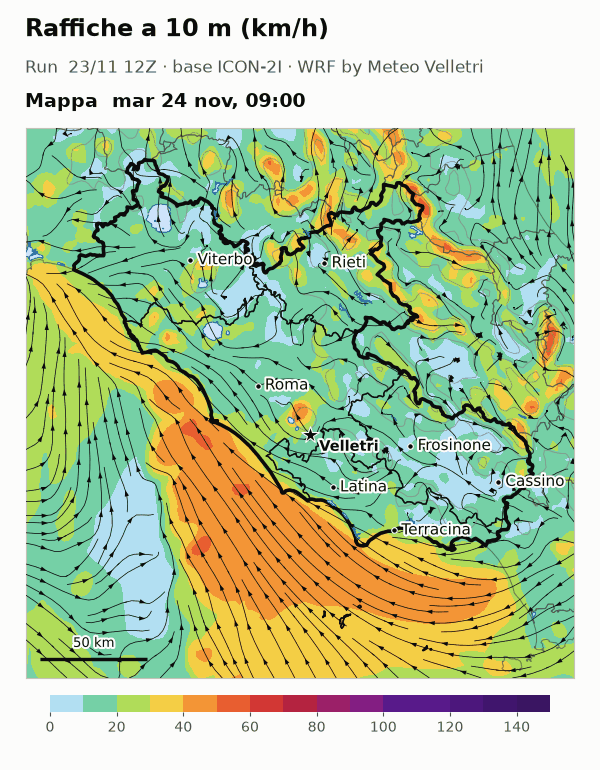 Raffiche a 10 m (km/h)
Run  23/11 12Z · base ICON-2I · WRF by Meteo Velletri
Mappa  mar 24 nov, 09:00
Viterbo
Rieti
Roma
Velletri
Frosinone
Latina
Cassino
Terracina
50 km
0 20 40 60 80 100 120 140